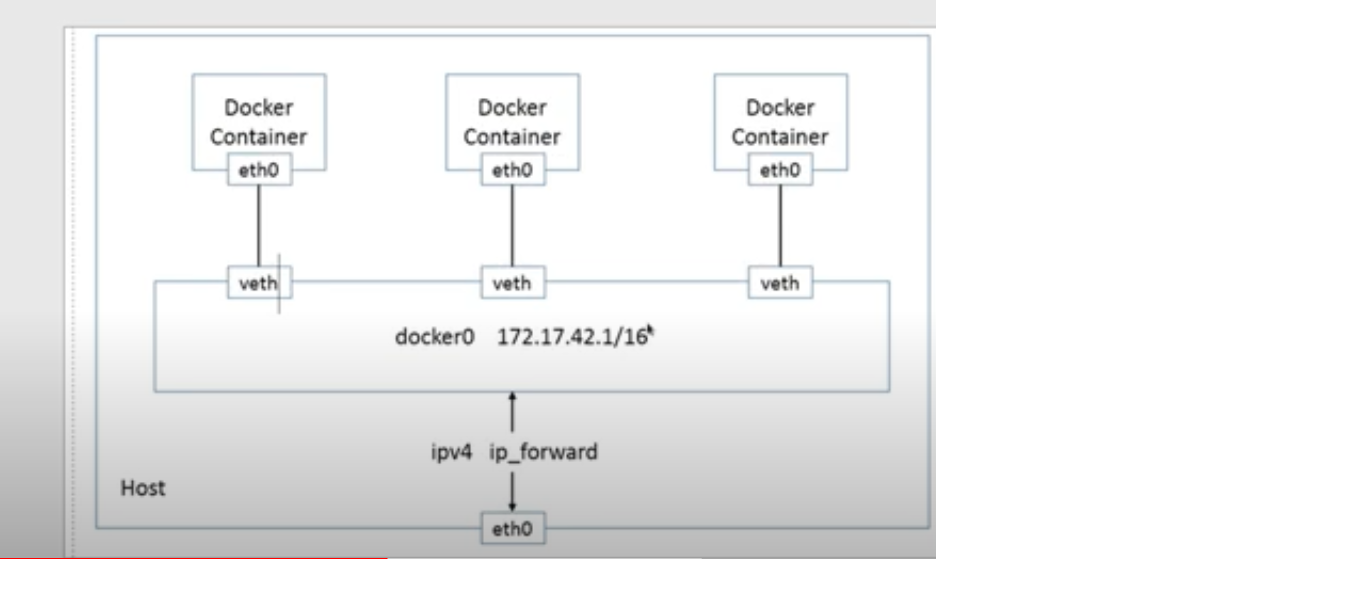 Docker
Container
eth0
Docker
Container
eth0
Docker
Container
eth0
veth
veth
veth
docker0 172.17.42.1/16
ipv4 ip_forward
Host
eth0